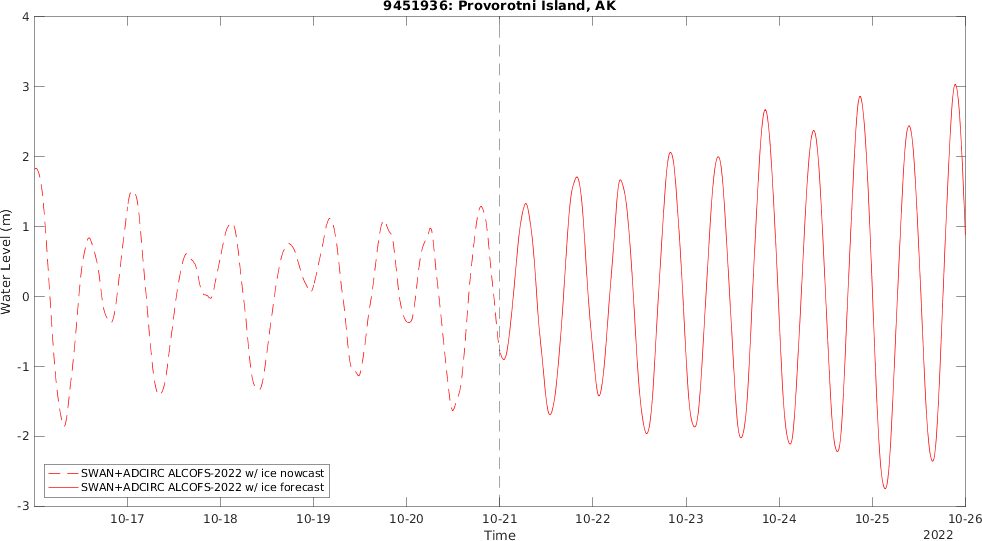 9451936: Provorotni Island, AK
4
3
2
1
0
-1
-2
-3
Water Level (m)
SWAN+ADCIRC ALCOFS-2022 w/ ice nowcast
SWAN+ADCIRC ALCOFS-2022 w/ ice forecast
10-17 10-18 10-19 10-20 10-21 10-22 10-23 10-24 10-25 10-26
Time
2022